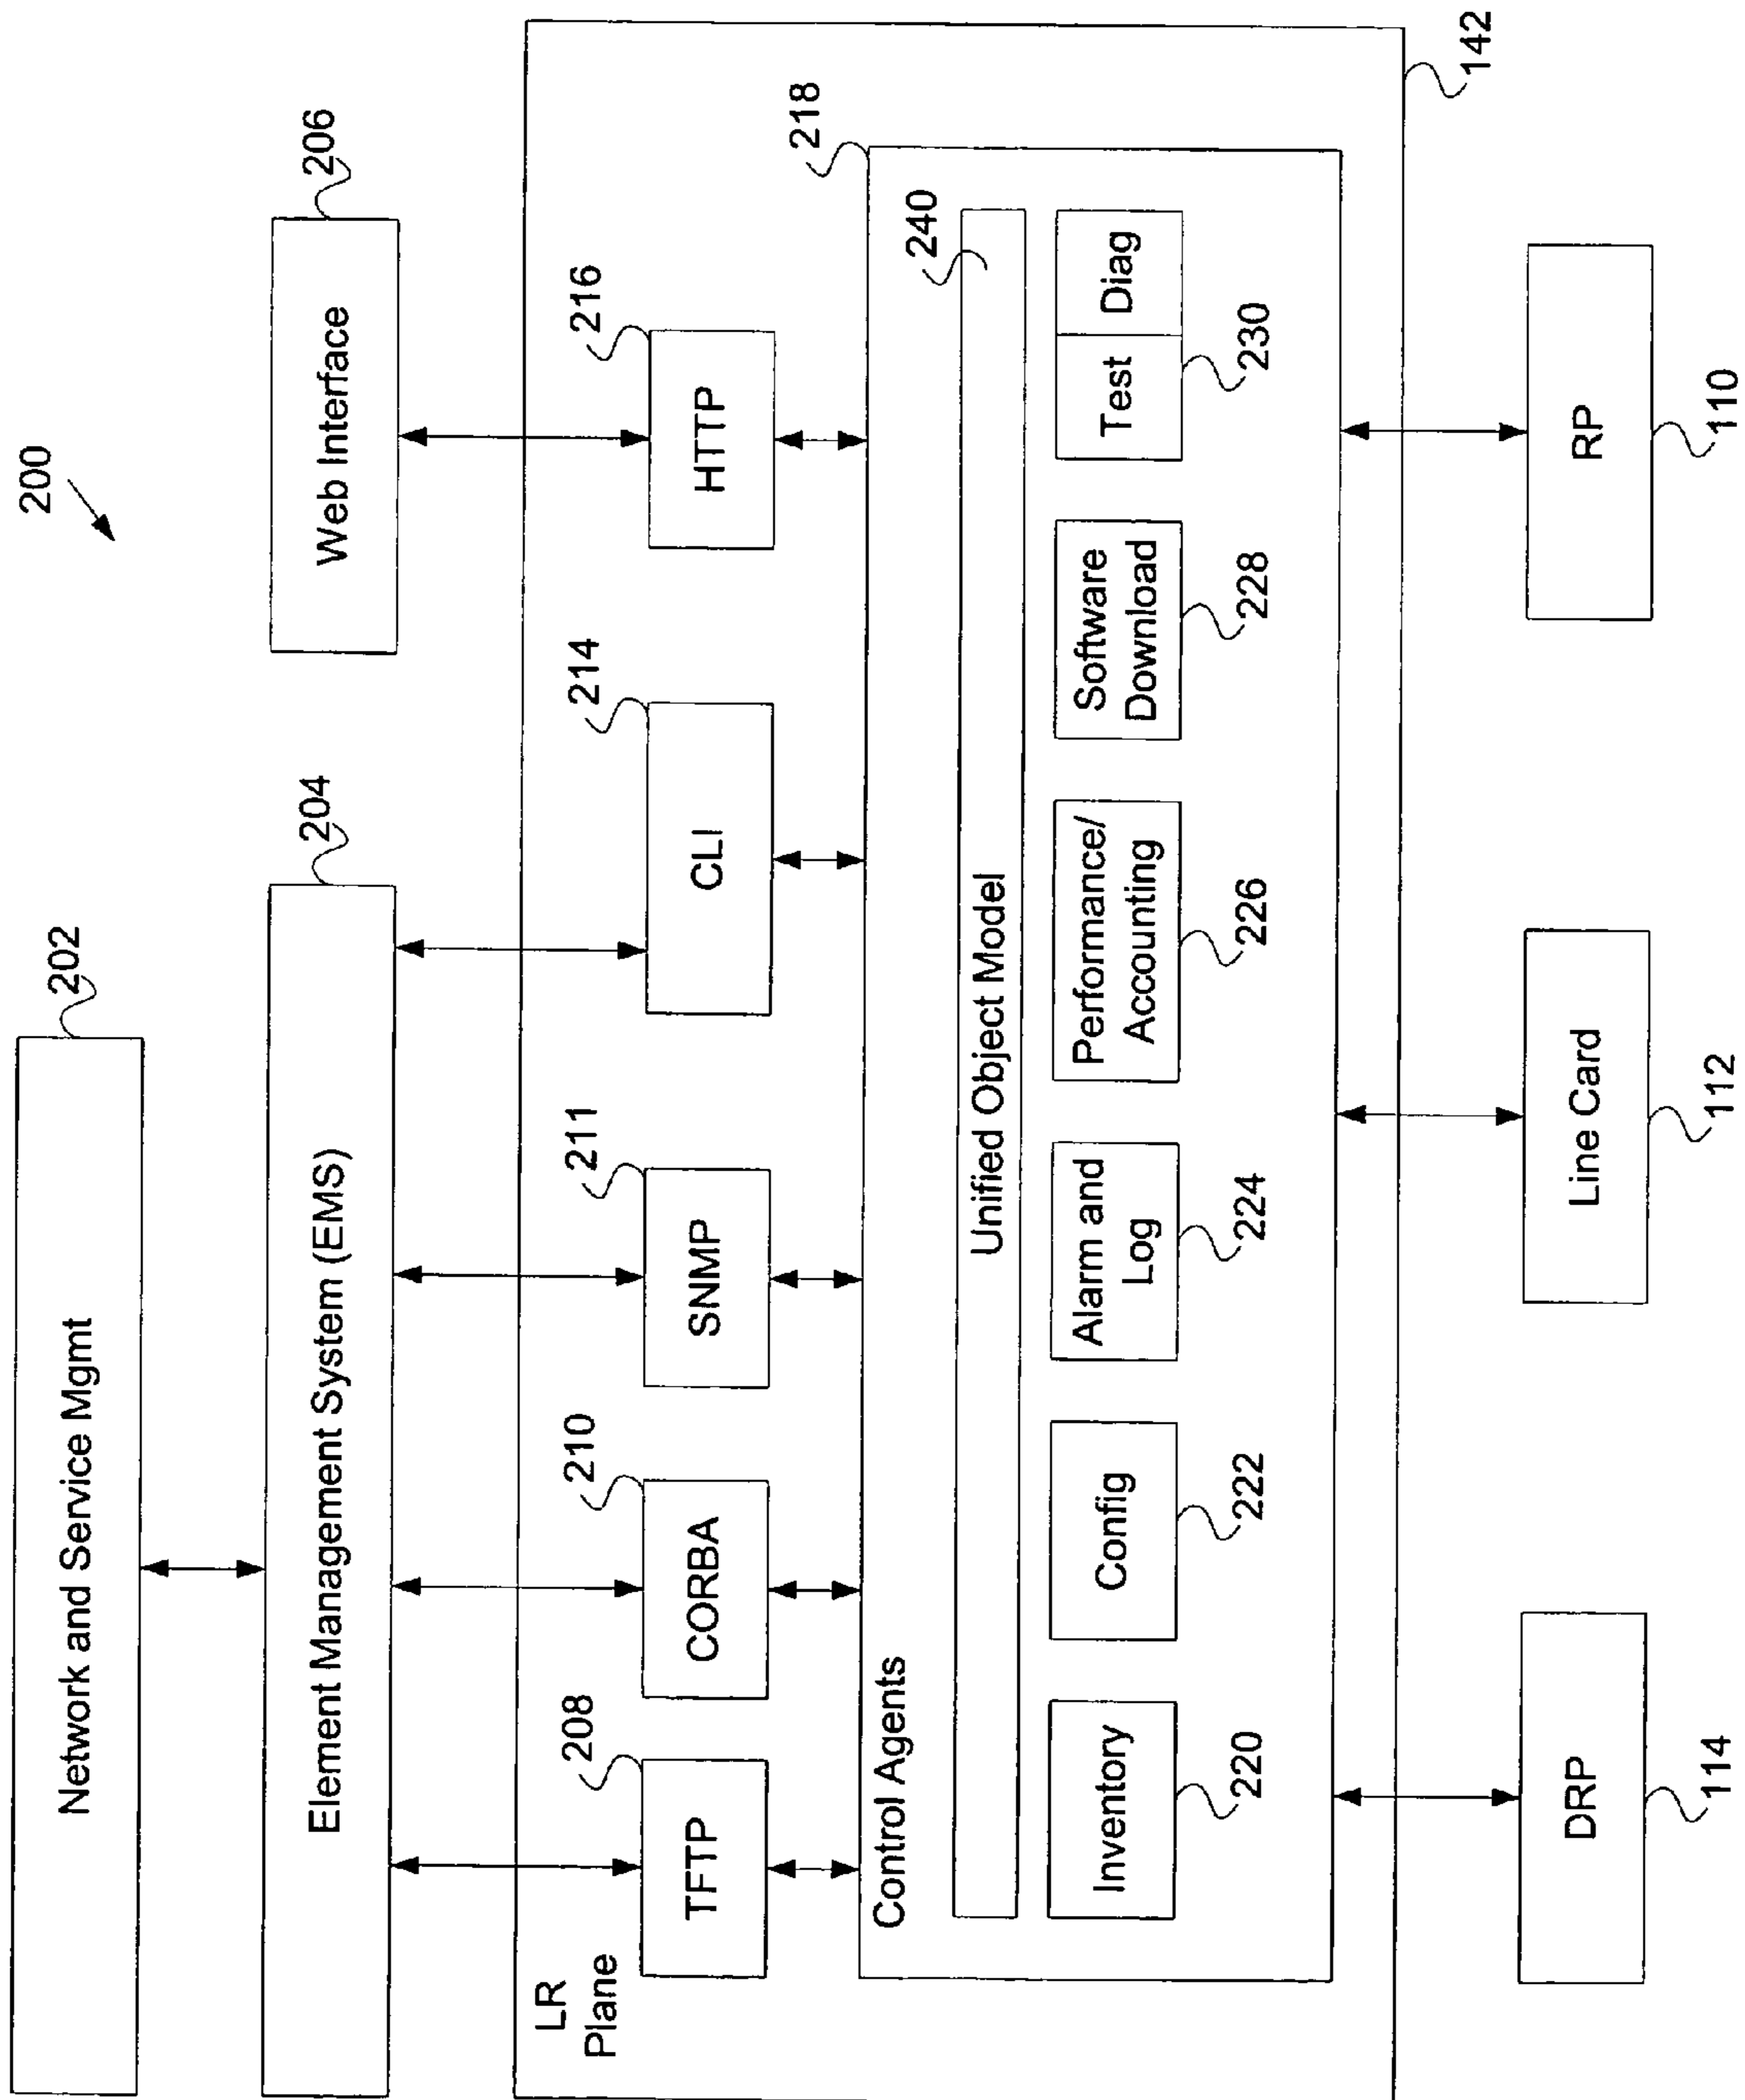 200
202
Network and Service Mgmt
204
Element Management System (EMS)
206
Web Interface
LR
Plane
208
TFTP
210
CORBA
211
SNMP
214
CLI
216
HTTP
218
Control Agents
240
Unified Object Model
Inventory
220
Config
222
Alarm and
Log
224
Performance/
Accounting
226
Software
Download
228
Test
Diag
230
142
DRP
114
Line Card
112
RP
110